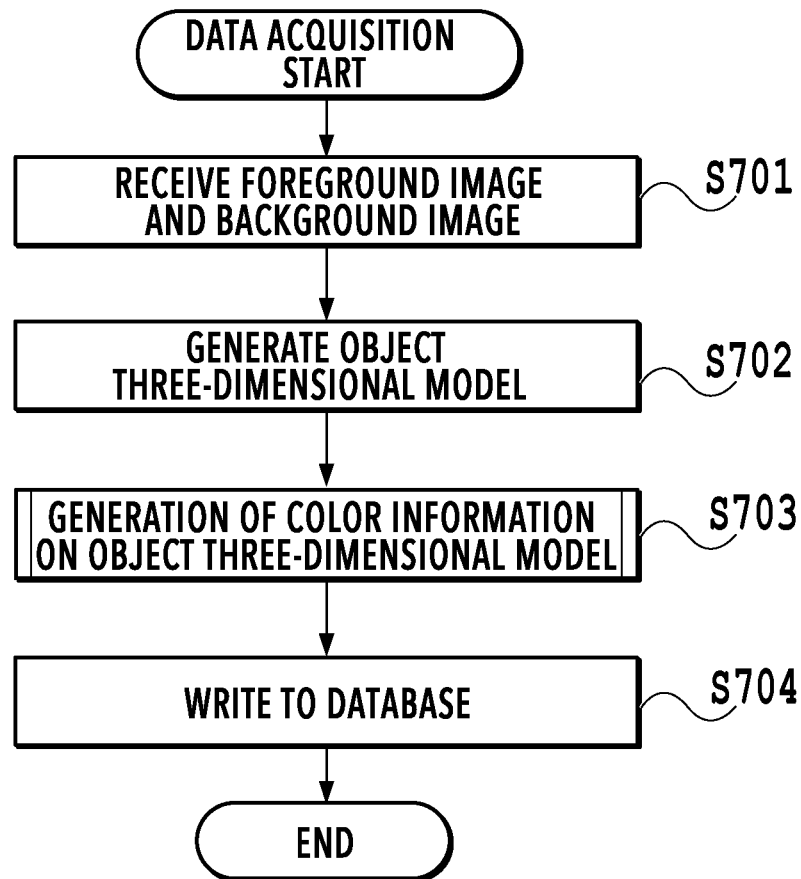 DATA ACQUISITION
START
RECEIVE FOREGROUND IMAGE
AND BACKGROUND IMAGE
S701
GENERATE OBJECT
THREE-DIMENSIONAL MODEL
S702
GENERATION OF COLOR INFORMATION
ON OBJECT THREE-DIMENSIONAL MODEL
S703
WRITE TO DATABASE
S704
END